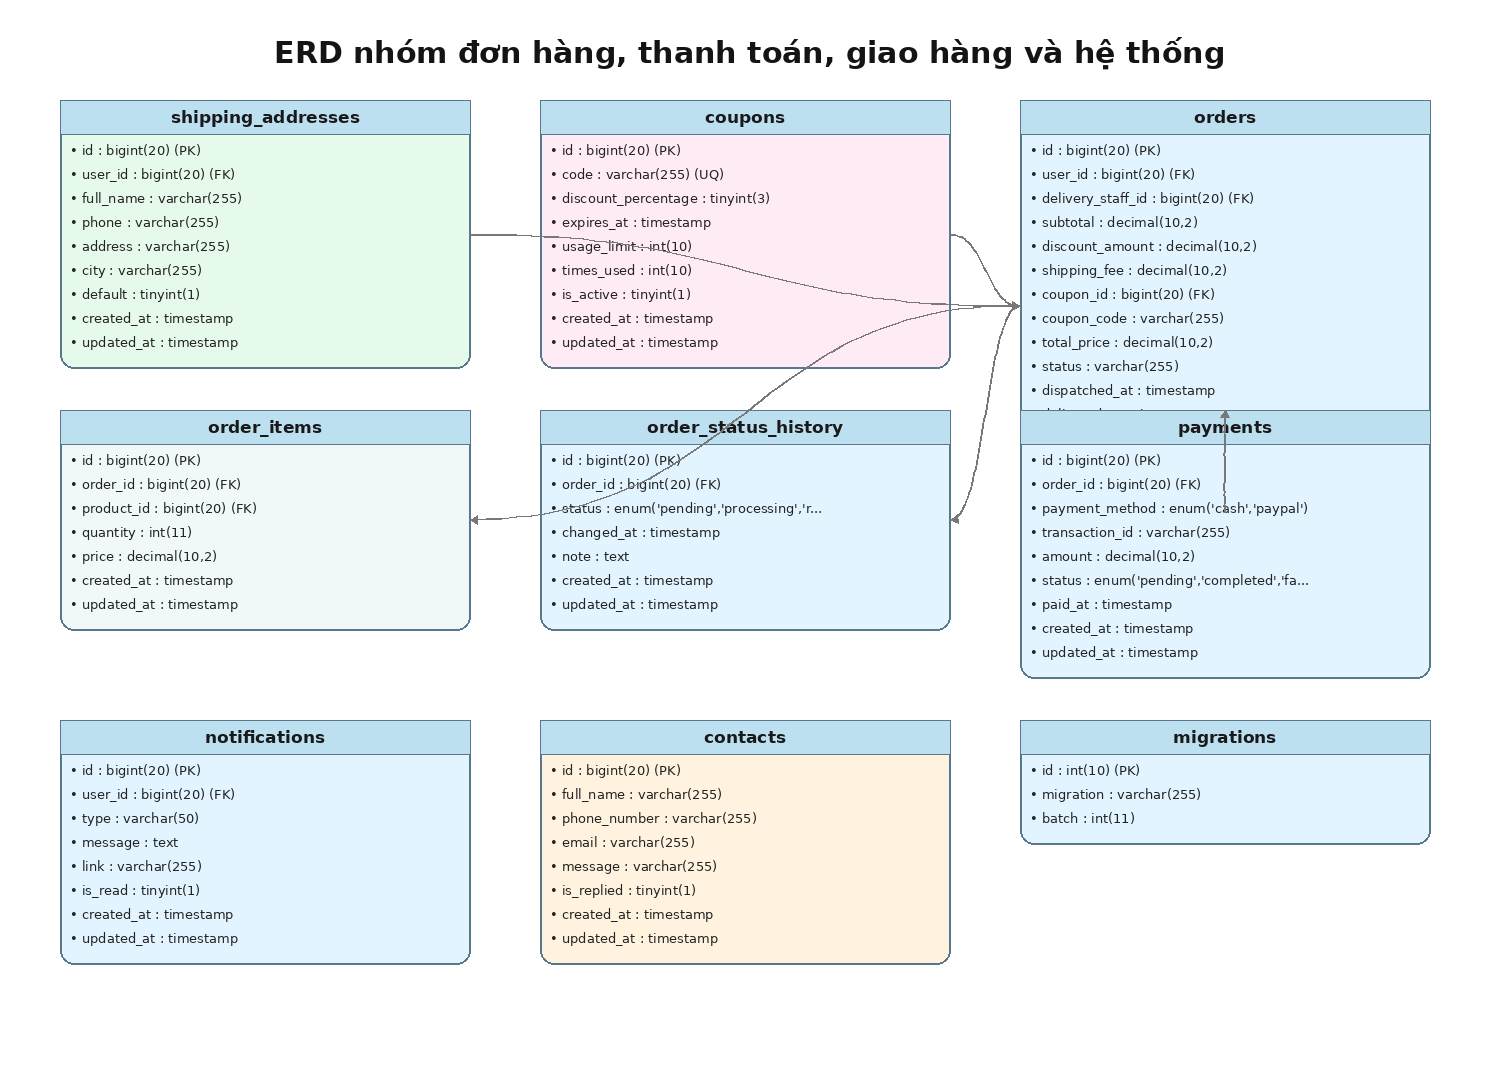 ERD nhóm đơn hàng, thanh toán, giao hàng và hệ thống
shipping_addresses
• id : bigint(20) (PK)
• user_id : bigint(20) (FK)
• full_name : varchar(255)
• phone : varchar(255)
• address : varchar(255)
• city : varchar(255)
• default : tinyint(1)
• created_at : timestamp
• updated_at : timestamp
coupons
• id : bigint(20) (PK)
• code : varchar(255) (UQ)
• discount_percentage : tinyint(3)
• expires_at : timestamp
• usage_limit : int(10)
• times_used : int(10)
• is_active : tinyint(1)
• created_at : timestamp
• updated_at : timestamp
orders
• id : bigint(20) (PK)
• user_id : bigint(20) (FK)
• delivery_staff_id : bigint(20) (FK)
• subtotal : decimal(10,2)
• discount_amount : decimal(10,2)
• shipping_fee : decimal(10,2)
• coupon_id : bigint(20) (FK)
• coupon_code : varchar(255)
• total_price : decimal(10,2)
• status : varchar(255)
• dispatched_at : timestamp
order_items
• id : bigint(20) (PK)
• order_id : bigint(20) (FK)
• product_id : bigint(20) (FK)
• quantity : int(11)
• price : decimal(10,2)
• created_at : timestamp
• updated_at : timestamp
order_status_history
• id : bigint(20) (PK)
• order_id : bigint(20) (FK)
• status : enum('pending','processing','r...
• changed_at : timestamp
• note : text
• created_at : timestamp
• updated_at : timestamp
payments
• id : bigint(20) (PK)
• order_id : bigint(20) (FK)
• payment_method : enum('cash','paypal')
• transaction_id : varchar(255)
• amount : decimal(10,2)
• status : enum('pending','completed','fa...
• paid_at : timestamp
• created_at : timestamp
• updated_at : timestamp
notifications
• id : bigint(20) (PK)
• user_id : bigint(20) (FK)
• type : varchar(50)
• message : text
• link : varchar(255)
• is_read : tinyint(1)
• created_at : timestamp
• updated_at : timestamp
contacts
• id : bigint(20) (PK)
• full_name : varchar(255)
• phone_number : varchar(255)
• email : varchar(255)
• message : varchar(255)
• is_replied : tinyint(1)
• created_at : timestamp
• updated_at : timestamp
migrations
• id : int(10) (PK)
• migration : varchar(255)
• batch : int(11)